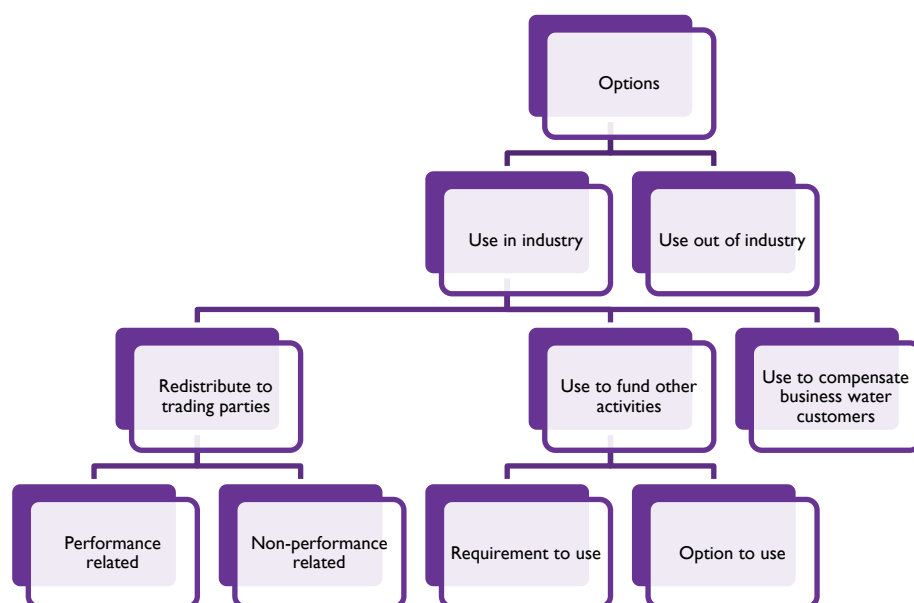 Options
Use in industry
Use out of industry
Redistribute to
trading parties
Use to fund other
activities
Use to compensate
business water
customers
Performance
related
Non-performance
related
Requirement to use
Option to use